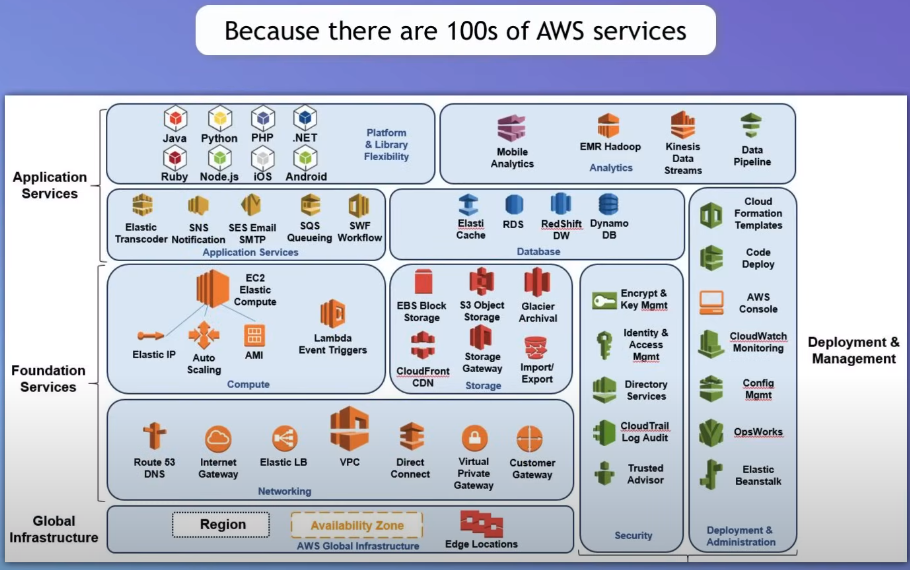 Because there are 100s of AWS services
Application
Services
Java
Python
PHP
.NET
Ruby
Node.js
iOS
Android
Platform
& Library
Flexibility
Mobile
Analytics
EMR Hadoop
Kinesis
Data
Streams
Data
Pipeline
Analytics
Elastic
Transcoder
SNS
Notification
SES Email
SMTP
SQS
Queueing
SWF
Workflow
Application Services
Elasti
Cache
RDS
RedShift
DW
Dynamo
DB
Database
Foundation
Services
EC2
Elastic
Compute
Elastic IP
Auto
Scaling
AMI
Lambda
Event Triggers
Compute
EBS Block
Storage
S3 Object
Storage
Glacier
Archival
CloudFront
CDN
Storage
Gateway
Import/
Export
Storage
Route 53
DNS
Internet
Gateway
Elastic LB
VPC
Direct
Connect
Virtual
Private
Gateway
Customer
Gateway
Networking
Global
Infrastructure
Region
Availability Zone
Edge Locations
AWS Global Infrastructure
Encrypt &
Key Mgmt
Identity &
Access
Mgmt
Directory
Services
CloudTrail
Log Audit
Trusted
Advisor
Security
Cloud
Formation
Templates
Code
Deploy
AWS
Console
CloudWatch
Monitoring
Config
Mgmt
OpsWorks
Elastic
Beanstalk
Deployment &
Administration
Deployment &
Management